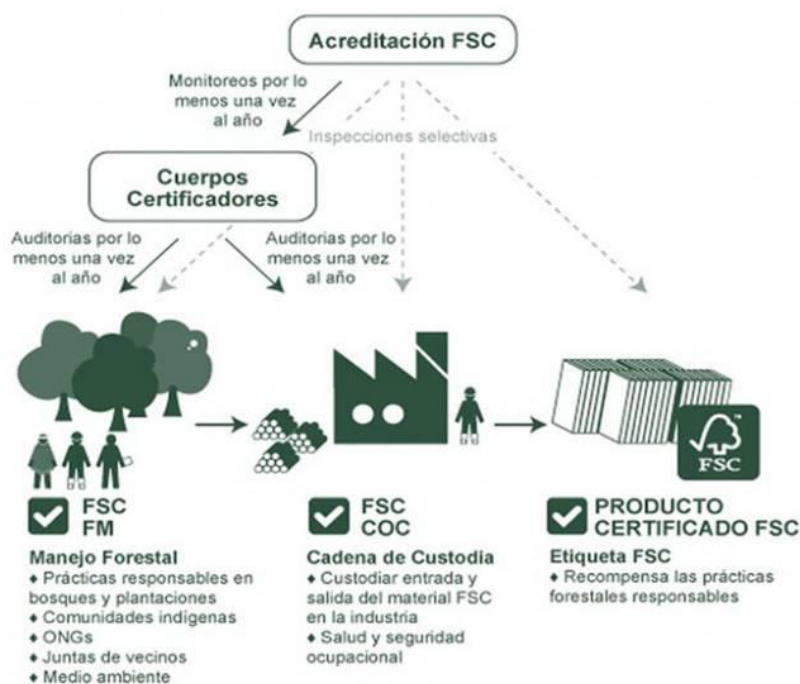 Acreditación FSC
Monitoreos por lo
menos una vez
al año
Inspecciones selectivas
Cuerpos
Certificadores
Auditorias por lo
menos una vez
al año
Auditorias por lo
menos una vez
al año
FSC
FM
Manejo Forestal
♦ Prácticas responsables en
bosques y plantaciones
♦ Comunidades indígenas
♦ ONGs
♦ Juntas de vecinos
♦ Medio ambiente
FSC
COC
Cadena de Custodia
♦ Custodiar entrada y
salida del material FSC
en la industria
♦ Salud y seguridad
ocupacional
TM
FSC
PRODUCTO
CERTIFICADO FSC
Etiqueta FSC
♦ Recompensa las prácticas
forestales responsables